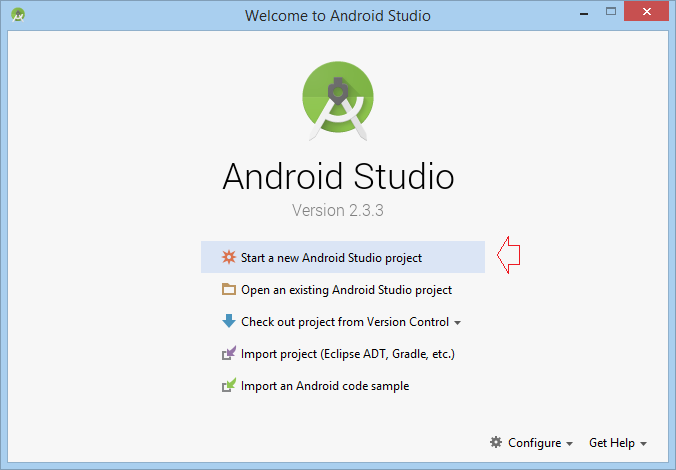 Welcome to Android Studio
Android Studio
Version 2.3.3
Start a new Android Studio project
Open an existing Android Studio project
Check out project from Version Control
Import project (Eclipse ADT, Gradle, etc.)
Import an Android code sample
Configure Get Help